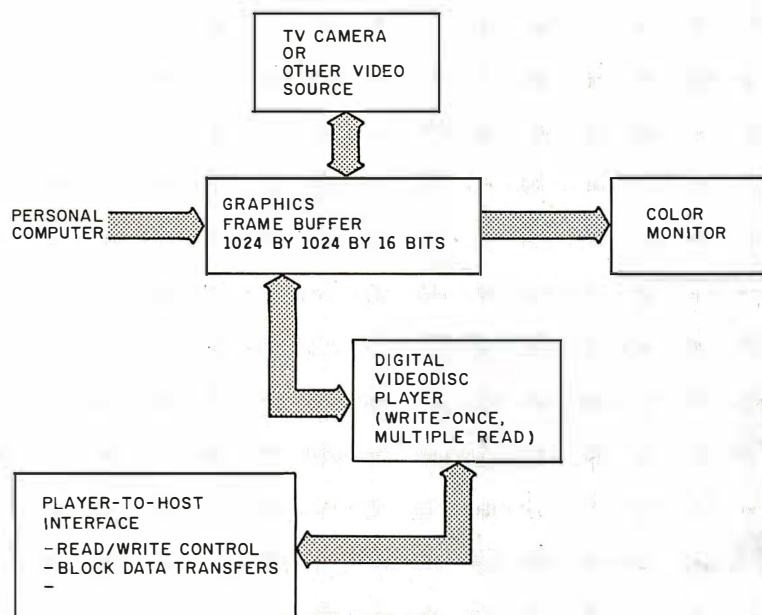 TV CAMERA
OR
OTHER VIDEO
SOURCE
PERSONAL
COMPUTER
GRAPHICS
FRAME BUFFER
1024 BY 1024 BY 16 BITS
COLOR
MONITOR
DIGITAL
VIDEODISC
PLAYER
(WRITE-ONCE,
MULTIPLE READ)
PLAYER-TO-HOST
INTERFACE
-READ/WRITE CONTROL
-BLOCK DATA TRANSFERS
-